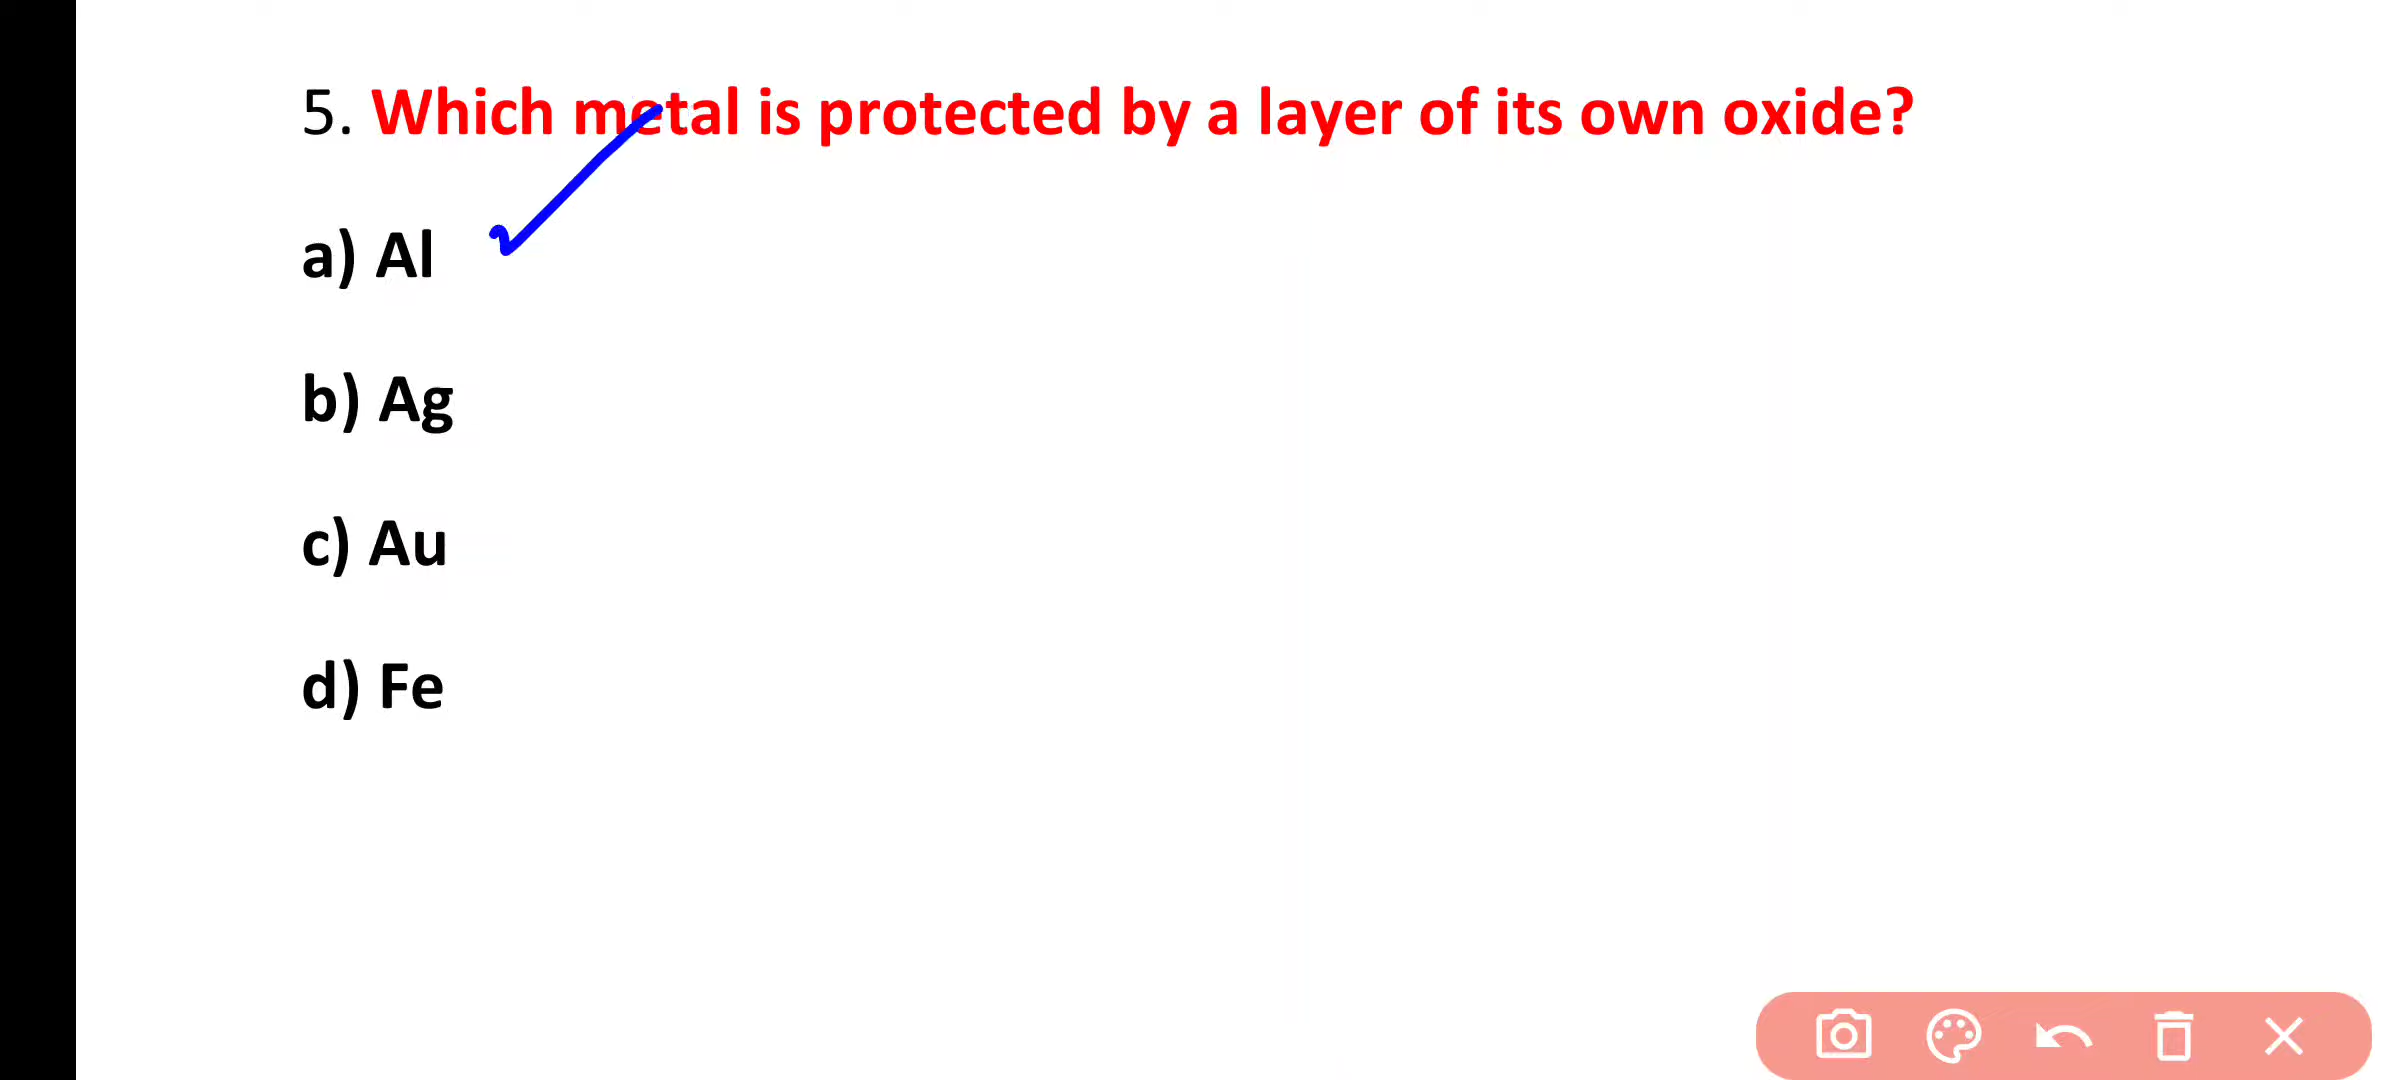 5. Which metal is protected by a layer of its own oxide?
a) Al
b) Ag
c) Au
d) Fe